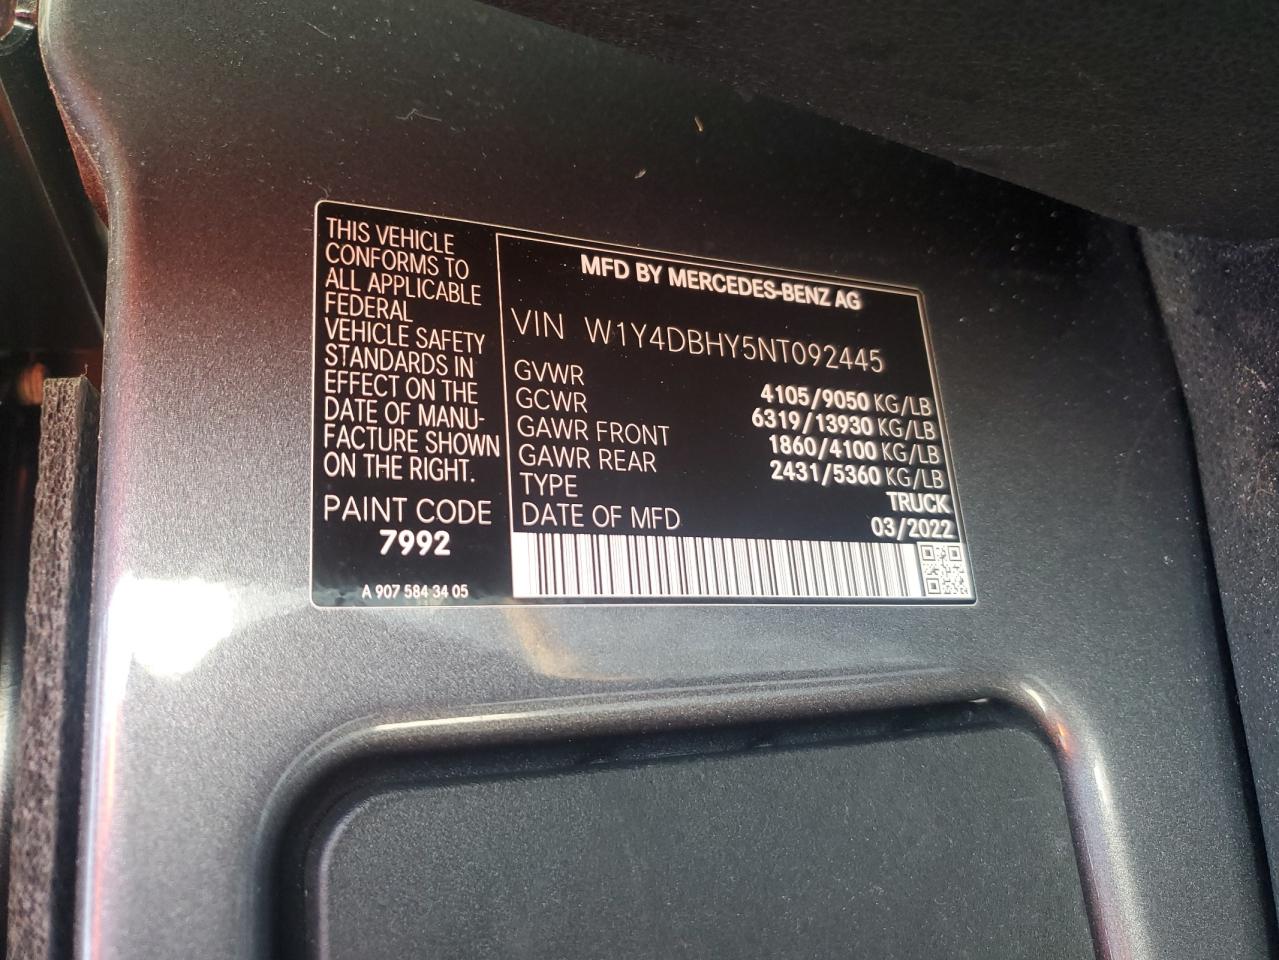 THIS VEHICLE
CONFORMS TO
ALL APPLICABLE
FEDERAL
VEHICLE SAFETY
STANDARDS IN
EFFECT ON THE
DATE OF MANU-
FACTURE SHOWN
ON THE RIGHT.
PAINT CODE
7992
A 907 584 34 05
MFD BY MERCEDES-BENZ AG
VIN W1Y4DBHY5NT092445
GVWR 4105/9050 KG/LB
GCWR 6319/13930 KG/LB
GAWR FRONT 1860/4100 KG/LB
GAWR REAR 2431/5360 KG/LB
TYPE TRUCK
DATE OF MFD 03/2022